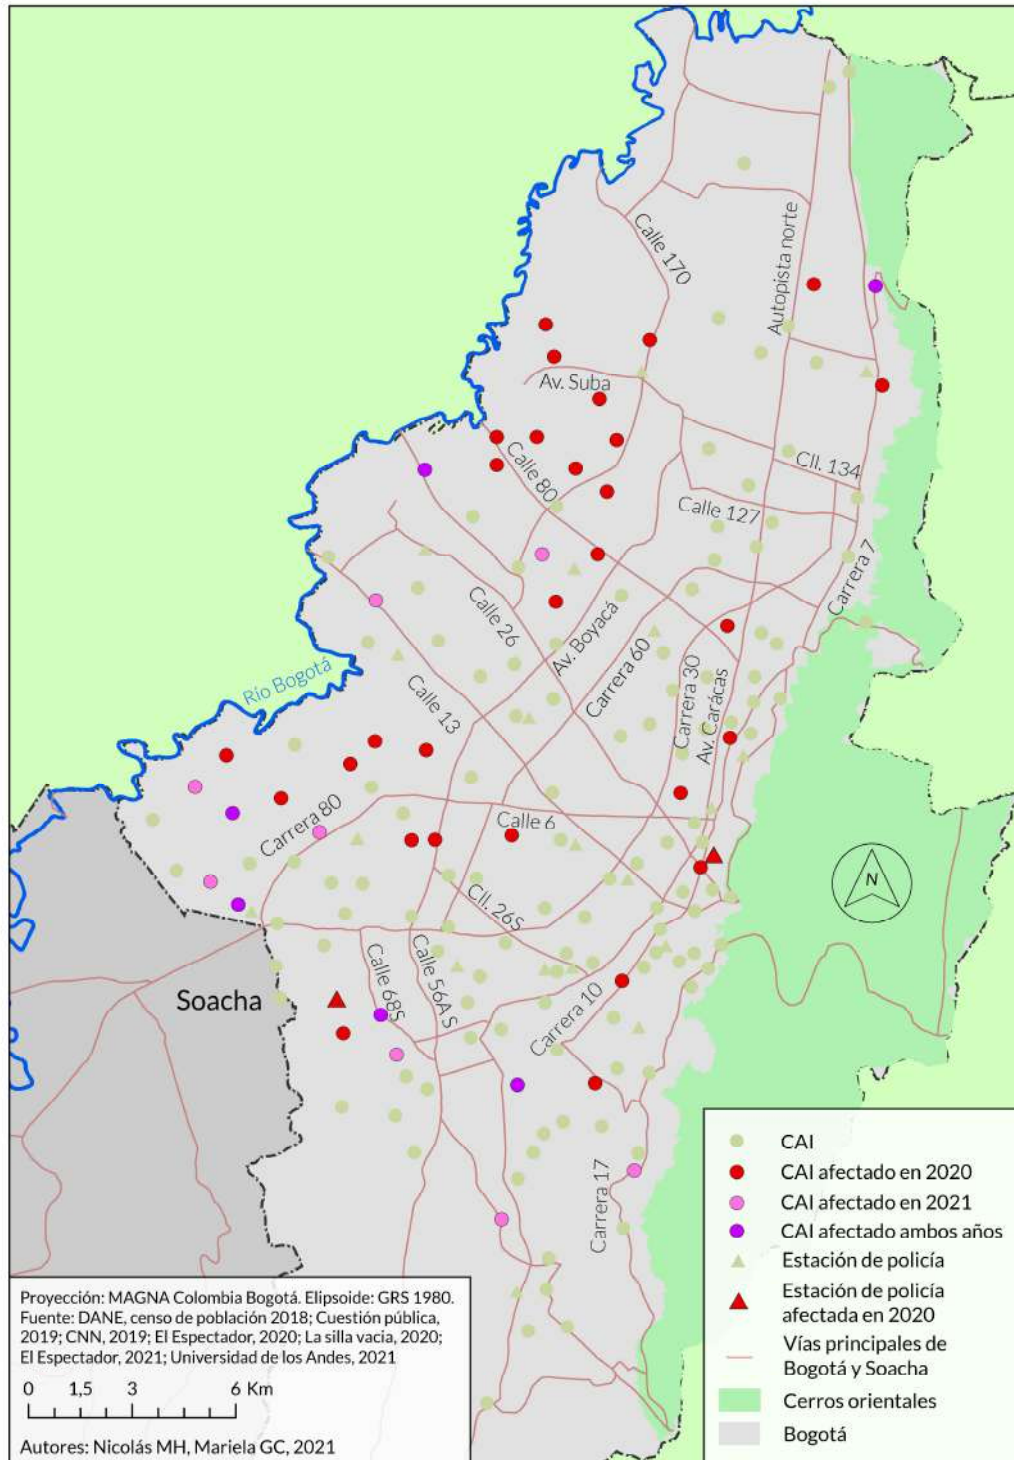 Calle 170
Autopista norte
Av. Suba
Cll. 134
Calle 80
Calle 127
Carrera 7
Calle 26
Av. Boyacá
Carrera 60
Carrera 30
Av. Carácas
Río Bogotá
Calle 13
Carrera 80
Calle 6
Cll. 26S
N
Soacha
Calle 68S
Calle 56A S
Carrera 10
Carrera 17
CAI
CAI afectado en 2020
CAI afectado en 2021
CAI afectado ambos años
Estación de policía
Estación de policía
afectada en 2020
Vías principales de
Bogotá y Soacha
Cerros orientales
Bogotá
Proyección: MAGNA Colombia Bogotá. Elipsoide: GRS 1980.
Fuente: DANE, censo de población 2018; Cuestión pública,
2019; CNN, 2019; El Espectador, 2020; La silla vacia, 2020;
El Espectador, 2021; Universidad de los Andes, 2021
0 1,5 3 6 Km
Autores: Nicolás MH, Mariela GC, 2021